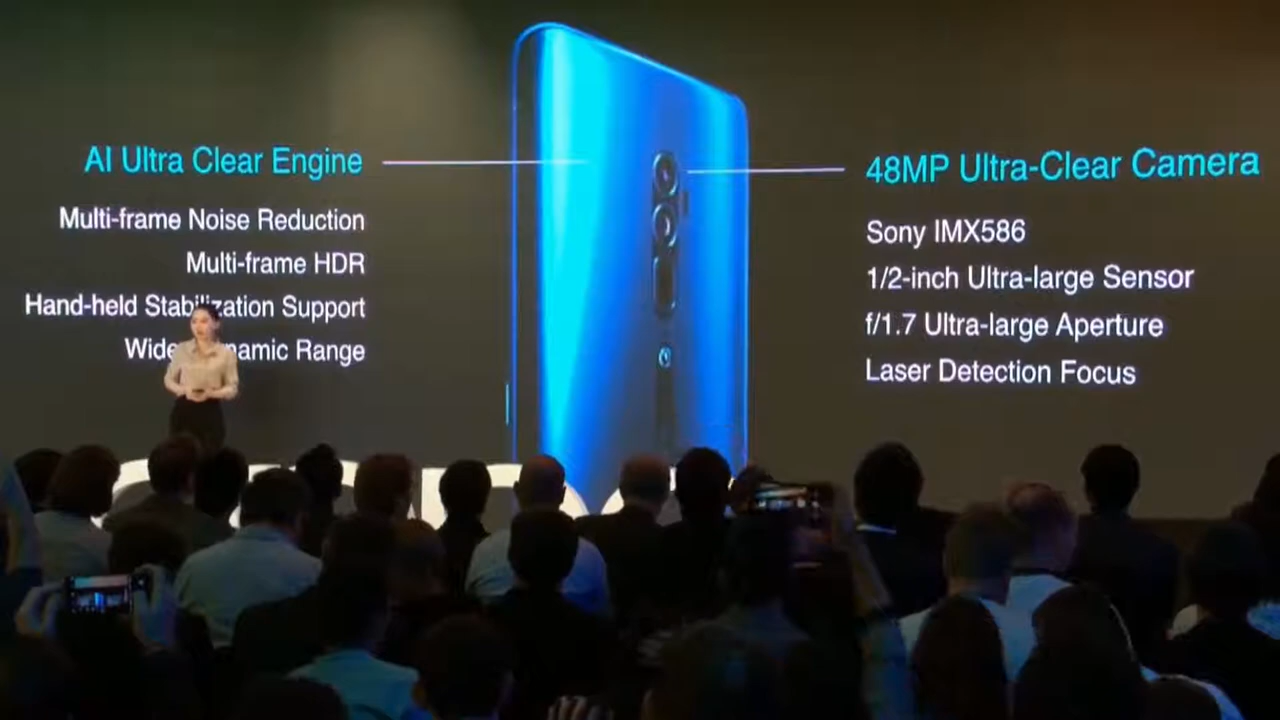 AI Ultra Clear Engine
Multi-frame Noise Reduction
Multi-frame HDR
Hand-held Stabilization Support
Wide Dynamic Range
48MP Ultra-Clear Camera
Sony IMX586
1/2-inch Ultra-large Sensor
f/1.7 Ultra-large Aperture
Laser Detection Focus